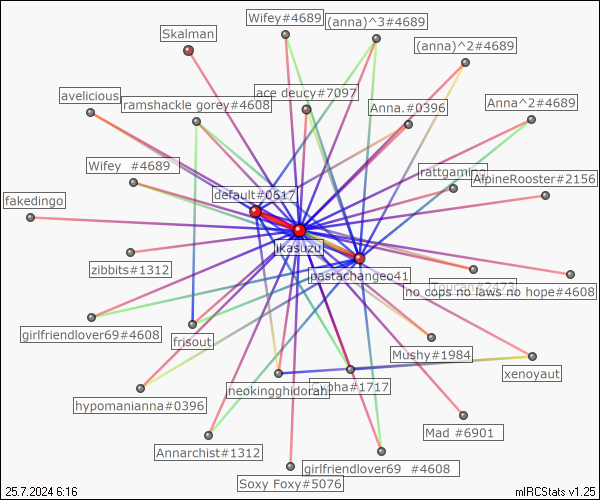 Wifey#4689
(anna)^3#4689
Skalman
(anna)^2#4689
avelicious
ramshackle gorey#4608
ace deucy#7097
Anna.#0396
Anna^2#4689
Wifey #4689
default#0617
rattgaming
AlpineRooster#2156
fakedingo
ikasuzu
zibbits#1312
pastachangeo41
Toucan#2473
no cops no laws no hope#4608
girlfriendlover69#4608
frisout
Mushy#1984
xenoyaut
neokingghidorah
#1717
hypomanianna#0396
Mad #6901
Annarchist#1312
girlfriendlover69 #4608
Soxy Foxy#5076
25.7.2024 6:16
mIRCStats v1.25